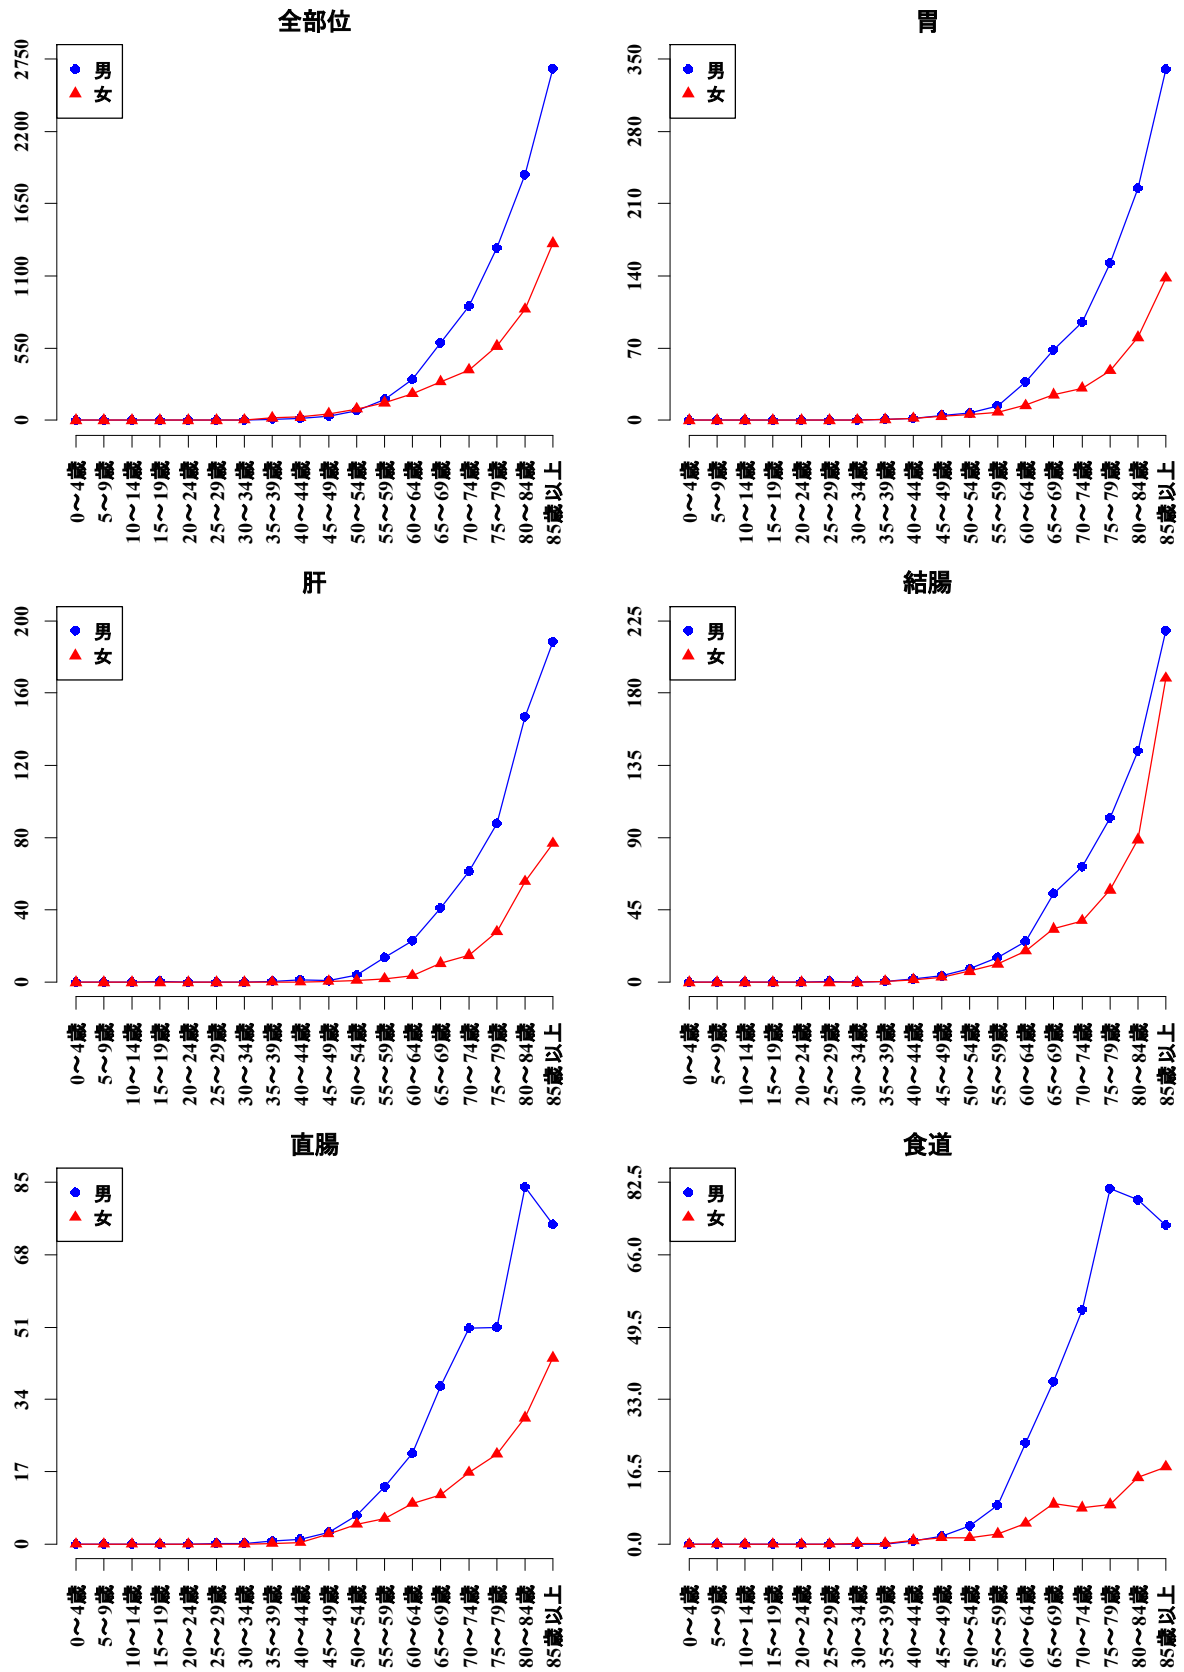 全部位
男
女
2750
2200
1650
1100
550
0
0～4歳
5～9歳
10～14歳
15～19歳
20～24歳
25～29歳
30～34歳
35～39歳
40～44歳
45～49歳
50～54歳
55～59歳
60～64歳
65～69歳
70～74歳
75～79歳
80～84歳
85歳以上
胃
男
女
350
280
210
140
70
0
0～4歳
5～9歳
10～14歳
15～19歳
20～24歳
25～29歳
30～34歳
35～39歳
40～44歳
45～49歳
50～54歳
55～59歳
60～64歳
65～69歳
70～74歳
75～79歳
80～84歳
85歳以上
肝
男
女
200
160
120
80
40
0
0～4歳
5～9歳
10～14歳
15～19歳
20～24歳
25～29歳
30～34歳
35～39歳
40～44歳
45～49歳
50～54歳
55～59歳
60～64歳
65～69歳
70～74歳
75～79歳
80～84歳
85歳以上
結腸
男
女
225
180
135
90
45
0
0～4歳
5～9歳
10～14歳
15～19歳
20～24歳
25～29歳
30～34歳
35～39歳
40～44歳
45～49歳
50～54歳
55～59歳
60～64歳
65～69歳
70～74歳
75～79歳
80～84歳
85歳以上
直腸
男
女
85
68
51
34
17
0
0～4歳
5～9歳
10～14歳
15～19歳
20～24歳
25～29歳
30～34歳
35～39歳
40～44歳
45～49歳
50～54歳
55～59歳
60～64歳
65～69歳
70～74歳
75～79歳
80～84歳
85歳以上
食道
男
女
82.5
66.0
49.5
33.0
16.5
0.0
0～4歳
5～9歳
10～14歳
15～19歳
20～24歳
25～29歳
30～34歳
35～39歳
40～44歳
45～49歳
50～54歳
55～59歳
60～64歳
65～69歳
70～74歳
75～79歳
80～84歳
85歳以上